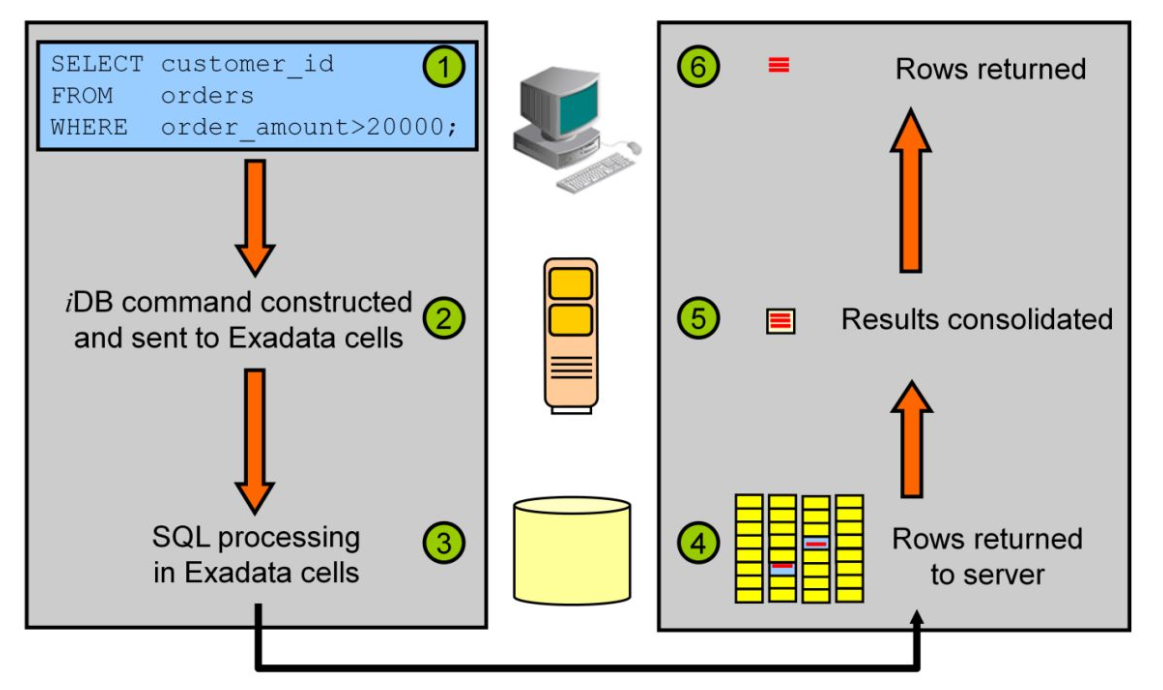 SELECT customer_id
FROM orders
WHERE order_amount>20000;
1
iDB command constructed
and sent to Exadata cells
2
SQL processing
in Exadata cells
3
4
Rows returned
to server
5
Results consolidated
6
Rows returned